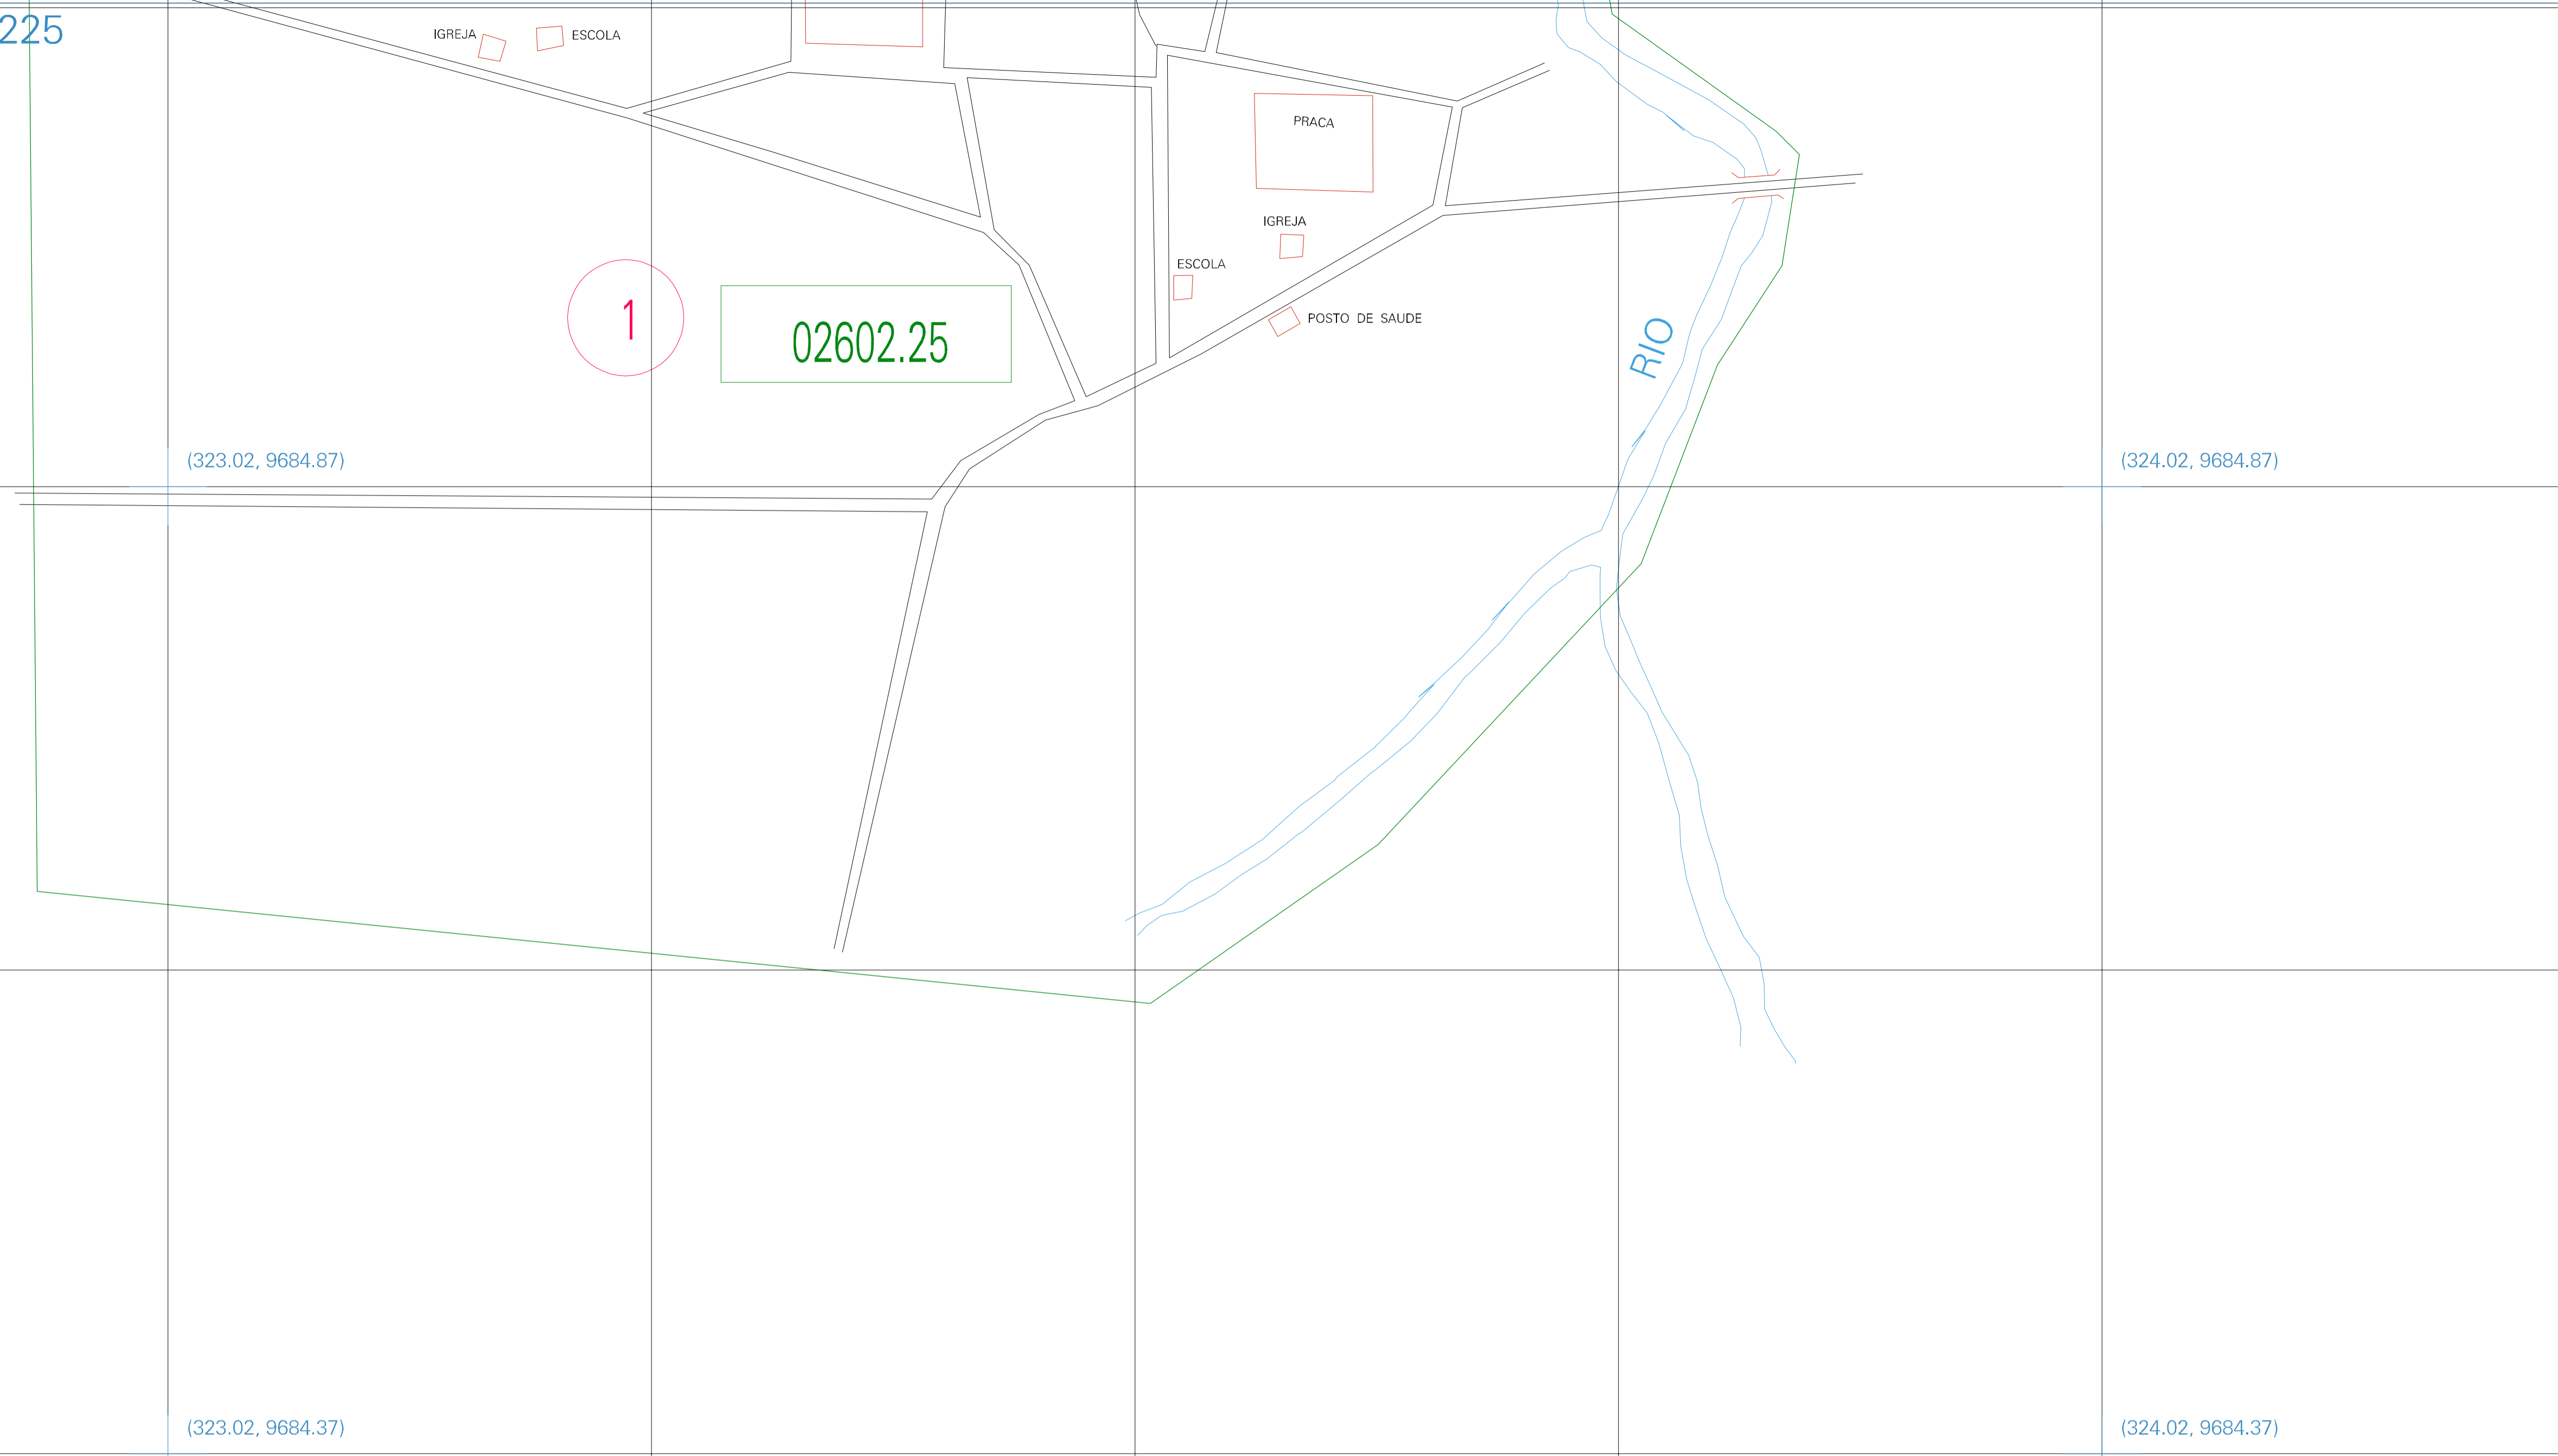 225
IGREJA
ESCOLA
PRACA
IGREJA
ESCOLA
1
02602.25
POSTO DE SAUDE
RIO
(323.02, 9684.87)
(324.02, 9684.87)
(323.02, 9684.37)
(324.02, 9684.37)